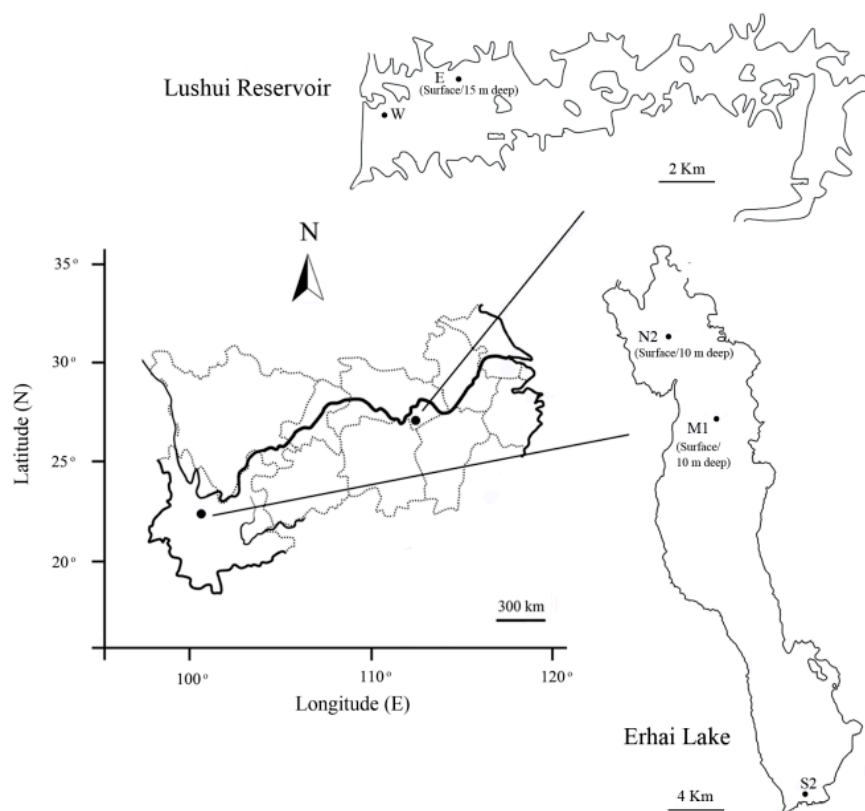 Lushui Reservoir
E
(Surface/15 m deep)
W
2 Km
N
35°
30°
25°
20°
Latitude (N)
300 km
100°
110°
120°
Longitude (E)
N2
(Surface/10 m deep)
M1
(Surface/
10 m deep)
Erhai Lake
S2
4 Km